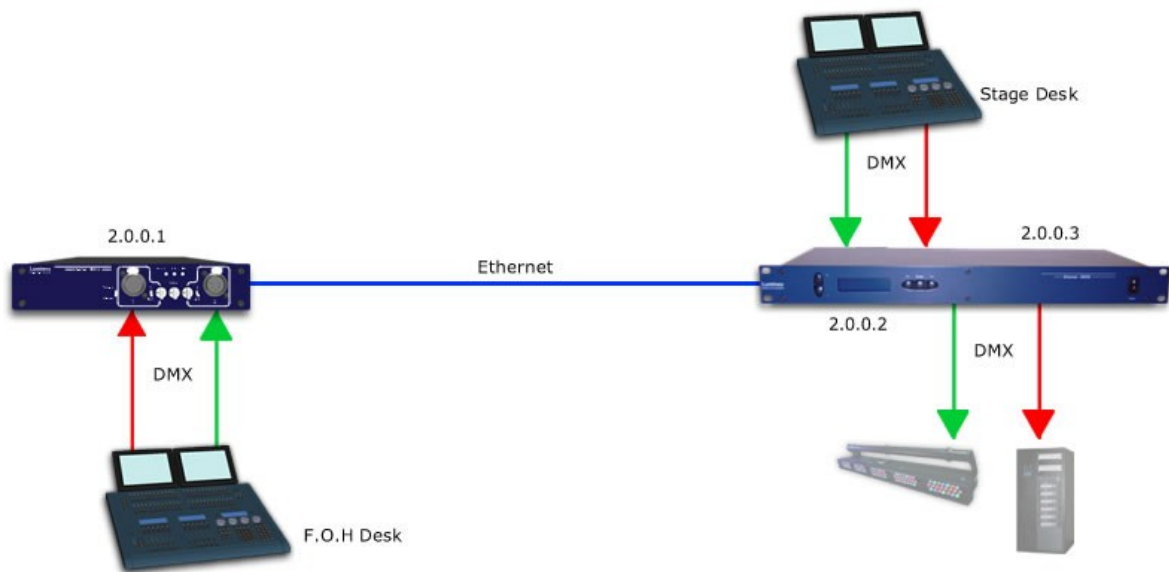 Stage Desk
DMX
2.0.0.1
2.0.0.3
Ethernet
2.0.0.2
DMX
DMX
F.O.H Desk